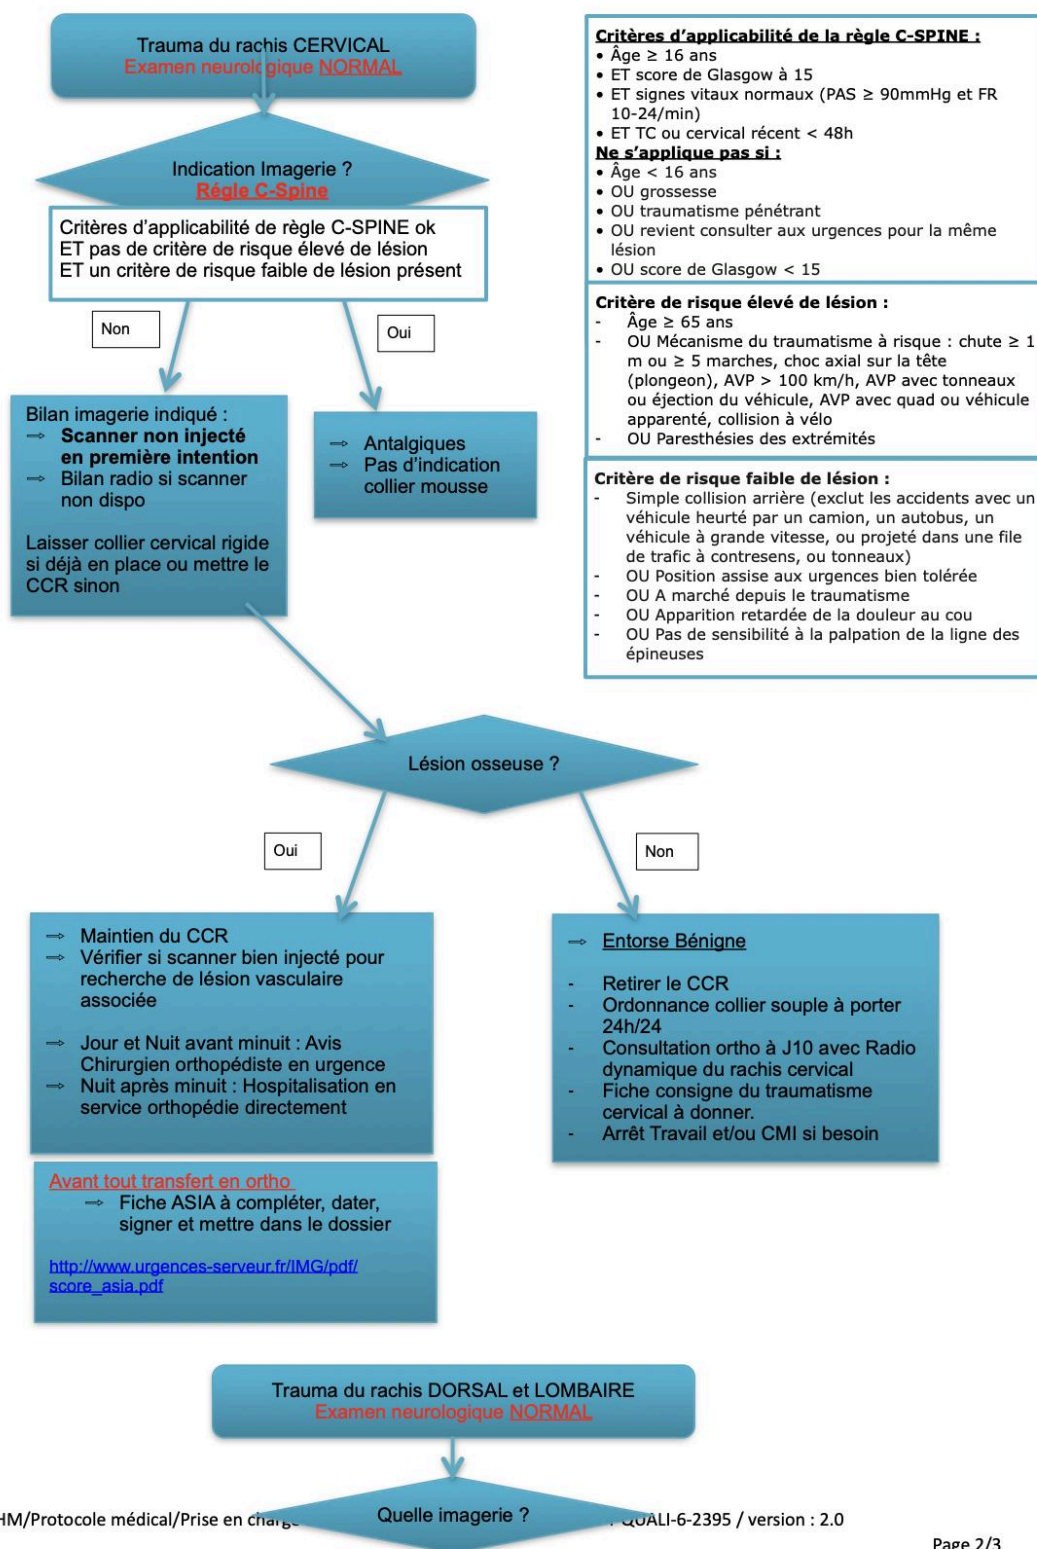 Trauma du rachis CERVICAL
Examen neurologique NORMAL
Indication Imagerie ?
Régle C-Spine
Critères d'applicabilité de règle C-SPINE ok
ET pas de critère de risque élevé de lésion
ET un critère de risque faible de lésion présent
Non
Oui
Bilan imagerie indiqué :
⇒ Scanner non injecté
en première intention
⇒ Bilan radio si scanner
non dispo
Laisser collier cervical rigide
si déjà en place ou mettre le
CCR sinon
⇒ Antalgiques
⇒ Pas d'indication
collier mousse
Critères d'applicabilité de la règle C-SPINE :
• Âge ≥ 16 ans
• ET score de Glasgow à 15
• ET signes vitaux normaux (PAS ≥ 90mmHg et FR
10-24/min)
• ET TC ou cervical récent < 48h
Ne s'applique pas si :
• Âge < 16 ans
• OU grossesse
• OU traumatisme pénétrant
• OU revient consulter aux urgences pour la même
lésion
• OU score de Glasgow < 15
Critère de risque élevé de lésion :
- Âge ≥ 65 ans
- OU Mécanisme du traumatisme à risque : chute ≥ 1
m ou ≥ 5 marches, choc axial sur la tête
(plongeon), AVP > 100 km/h, AVP avec tonneaux
ou éjection du véhicule, AVP avec quad ou véhicule
apparenté, collision à vélo
- OU Paresthésies des extrémités
Critère de risque faible de lésion :
- Simple collision arrière (exclut les accidents avec un
véhicule heurté par un camion, un autobus, un
véhicule à grande vitesse, ou projeté dans une file
de trafic à contresens, ou tonneaux)
- OU Position assise aux urgences bien tolérée
- OU A marché depuis le traumatisme
- OU Apparition retardée de la douleur au cou
- OU Pas de sensibilité à la palpation de la ligne des
épineuses
Lésion osseuse ?
Oui
Non
⇒ Maintien du CCR
⇒ Vérifier si scanner bien injecté pour
recherche de lésion vasculaire
associée
⇒ Jour et Nuit avant minuit : Avis
Chirurgien orthopédiste en urgence
⇒ Nuit après minuit : Hospitalisation en
service orthopédie directement
⇒ Entorse Bénigne
- Retirer le CCR
- Ordonnance collier souple à porter
24h/24
- Consultation ortho à J10 avec Radio
dynamique du rachis cervical
- Fiche consigne du traumatisme
cervical à donner.
- Arrêt Travail et/ou CMI si besoin
Avant tout transfert en ortho
⇒ Fiche ASIA à compléter, dater,
signer et mettre dans le dossier
http://www.urgences-serveur.fr/IMG/pdf/
score_asia.pdf
Trauma du rachis DORSAL et LOMBAIRE
Examen neurologique NORMAL
Quelle imagerie ?
HM/Protocole médical/Prise en charge QUALI-6-2395 / version : 2.0
Page 2/3